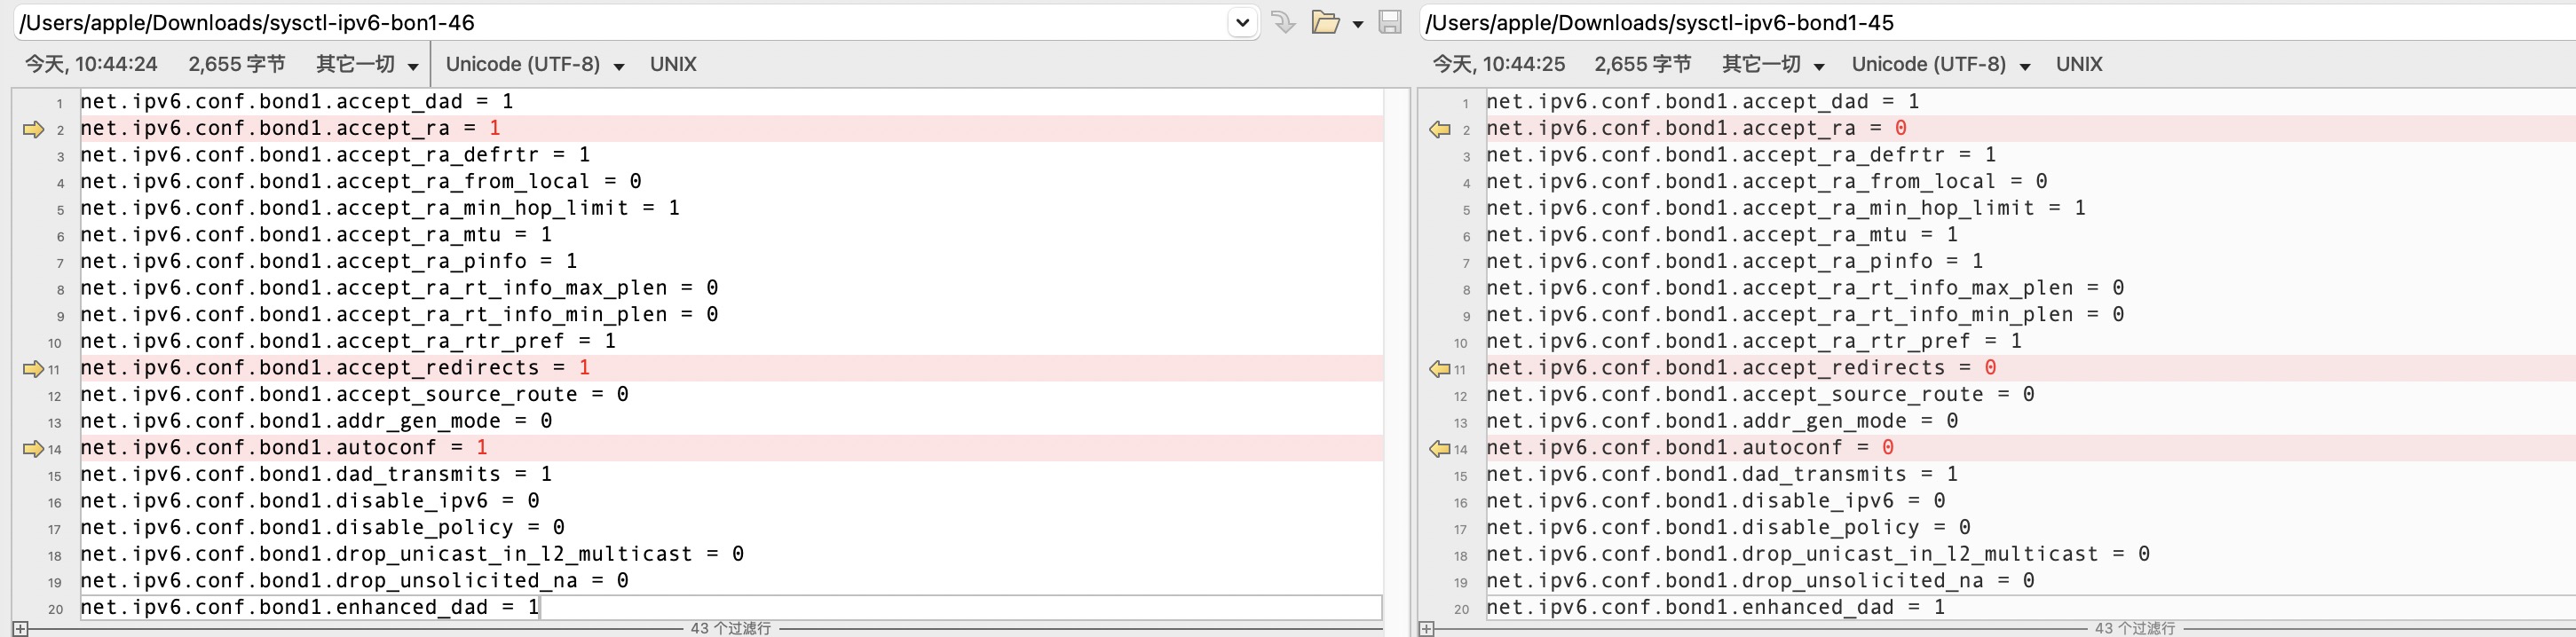 /Users/apple/Downloads/sysctl-ipv6-bon1-46
今天, 10:44:24 2,655 字节 其它一切 Unicode (UTF-8) UNIX
1 net.ipv6.conf.bond1.accept_dad = 1
2 net.ipv6.conf.bond1.accept_ra = 1
3 net.ipv6.conf.bond1.accept_ra_defrtr = 1
4 net.ipv6.conf.bond1.accept_ra_from_local = 0
5 net.ipv6.conf.bond1.accept_ra_min_hop_limit = 1
6 net.ipv6.conf.bond1.accept_ra_mtu = 1
7 net.ipv6.conf.bond1.accept_ra_pinfo = 1
8 net.ipv6.conf.bond1.accept_ra_rt_info_max_plen = 0
9 net.ipv6.conf.bond1.accept_ra_rt_info_min_plen = 0
10 net.ipv6.conf.bond1.accept_ra_rtr_pref = 1
11 net.ipv6.conf.bond1.accept_redirects = 1
12 net.ipv6.conf.bond1.accept_source_route = 0
13 net.ipv6.conf.bond1.addr_gen_mode = 0
14 net.ipv6.conf.bond1.autoconf = 1
15 net.ipv6.conf.bond1.dad_transmits = 1
16 net.ipv6.conf.bond1.disable_ipv6 = 0
17 net.ipv6.conf.bond1.disable_policy = 0
18 net.ipv6.conf.bond1.drop_unicast_in_l2_multicast = 0
19 net.ipv6.conf.bond1.drop_unsolicited_na = 0
20 net.ipv6.conf.bond1.enhanced_dad = 1
43 个过滤行
/Users/apple/Downloads/sysctl-ipv6-bond1-45
今天, 10:44:25 2,655 字节 其它一切 Unicode (UTF-8) UNIX
1 net.ipv6.conf.bond1.accept_dad = 1
2 net.ipv6.conf.bond1.accept_ra = 0
3 net.ipv6.conf.bond1.accept_ra_defrtr = 1
4 net.ipv6.conf.bond1.accept_ra_from_local = 0
5 net.ipv6.conf.bond1.accept_ra_min_hop_limit = 1
6 net.ipv6.conf.bond1.accept_ra_mtu = 1
7 net.ipv6.conf.bond1.accept_ra_pinfo = 1
8 net.ipv6.conf.bond1.accept_ra_rt_info_max_plen = 0
9 net.ipv6.conf.bond1.accept_ra_rt_info_min_plen = 0
10 net.ipv6.conf.bond1.accept_ra_rtr_pref = 1
11 net.ipv6.conf.bond1.accept_redirects = 0
12 net.ipv6.conf.bond1.accept_source_route = 0
13 net.ipv6.conf.bond1.addr_gen_mode = 0
14 net.ipv6.conf.bond1.autoconf = 0
15 net.ipv6.conf.bond1.dad_transmits = 1
16 net.ipv6.conf.bond1.disable_ipv6 = 0
17 net.ipv6.conf.bond1.disable_policy = 0
18 net.ipv6.conf.bond1.drop_unicast_in_l2_multicast = 0
19 net.ipv6.conf.bond1.drop_unsolicited_na = 0
20 net.ipv6.conf.bond1.enhanced_dad = 1
43 个过滤行